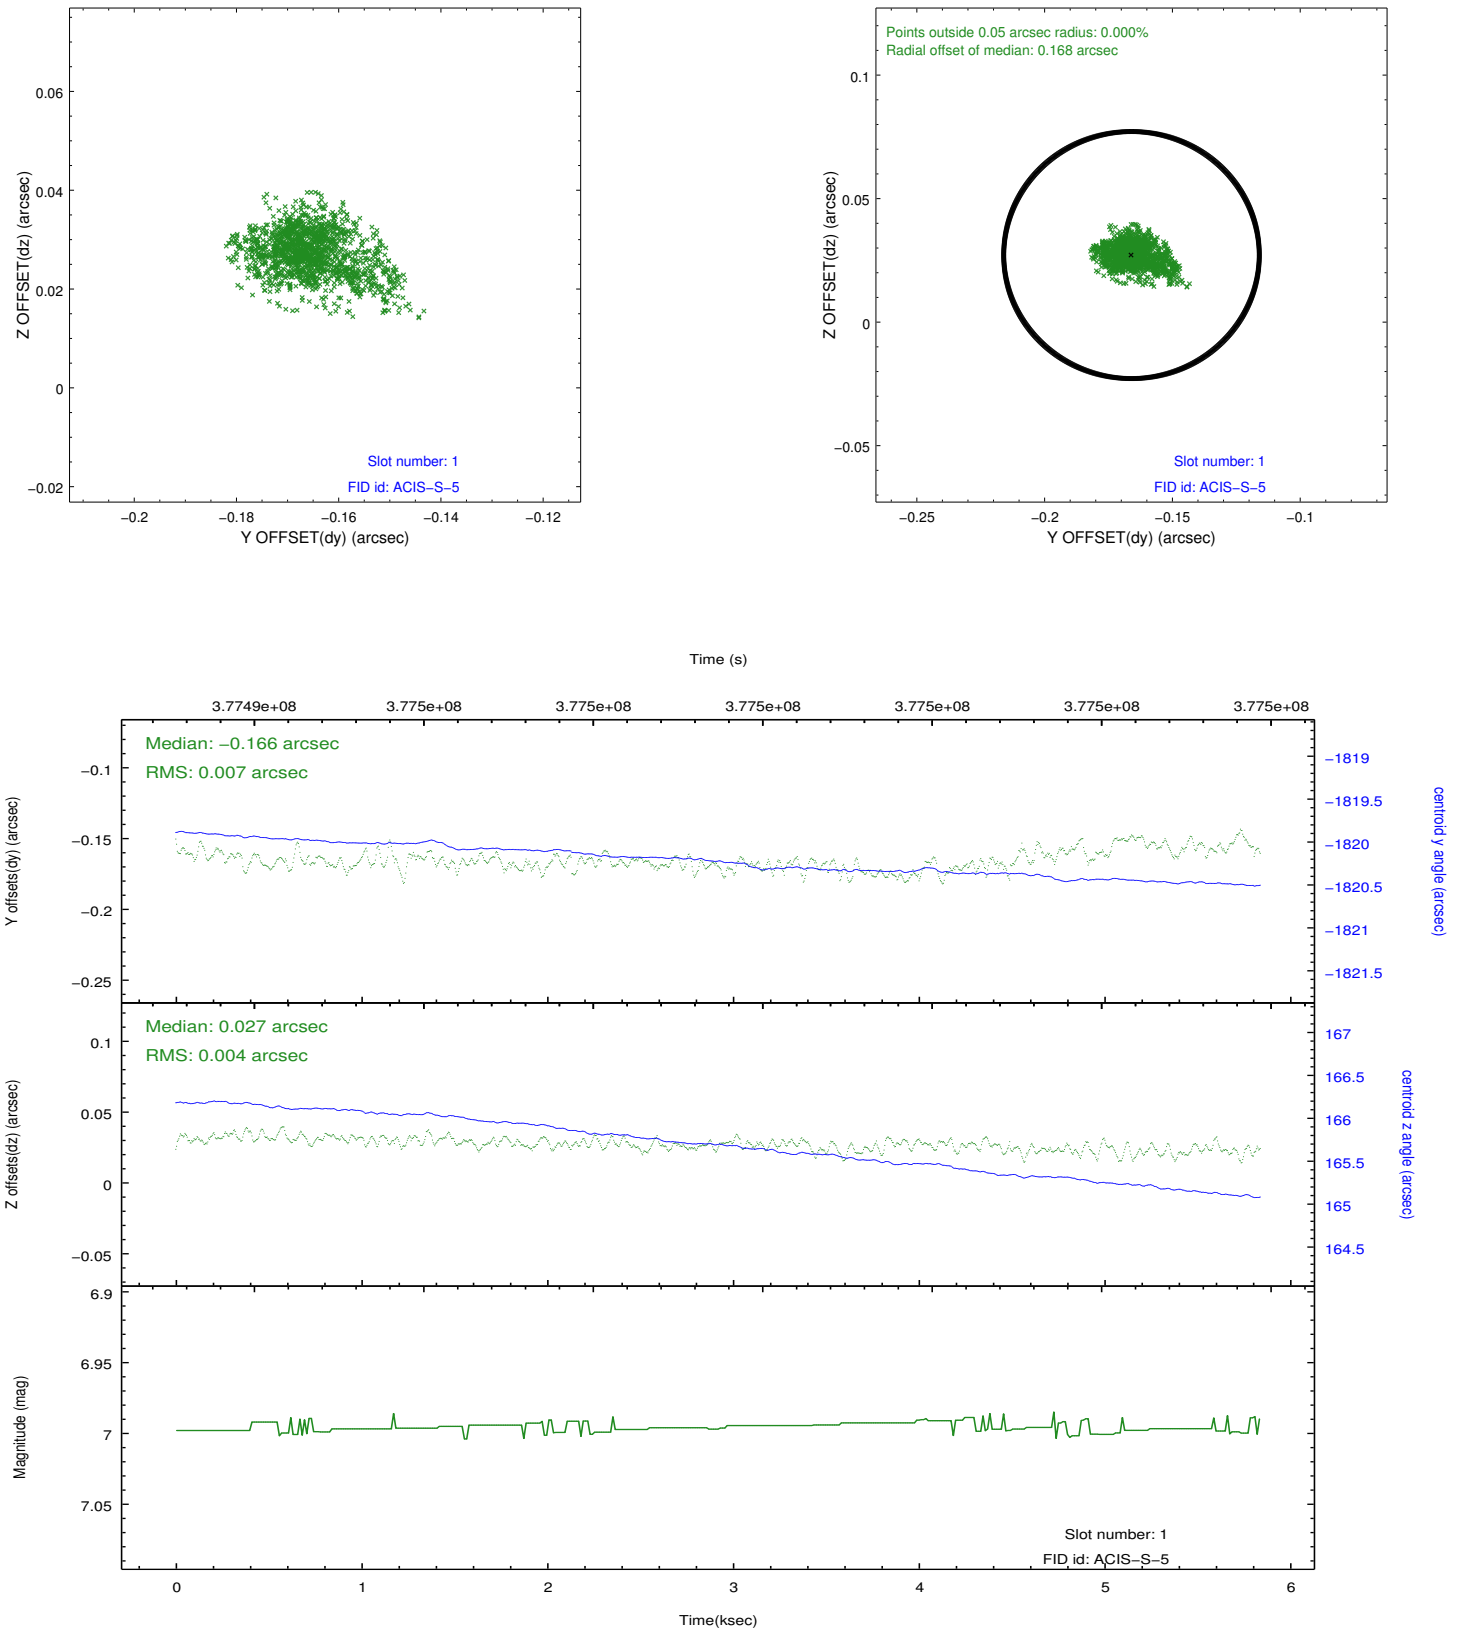 0.06
0.04
0.02
0
−0.02
Z OFFSET(dz) (arcsec)
Slot number: 1
FID id: ACIS−S−5
−0.2 −0.18 −0.16 −0.14 −0.12
Y OFFSET(dy) (arcsec)
Points outside 0.05 arcsec radius: 0.000%
Radial offset of median: 0.168 arcsec
0.1
0.05
0
−0.05
Z OFFSET(dz) (arcsec)
Slot number: 1
FID id: ACIS−S−5
−0.25 −0.2 −0.15 −0.1
Y OFFSET(dy) (arcsec)
Time (s)
3.7749e+08 3.775e+08 3.775e+08 3.775e+08 3.775e+08 3.775e+08 3.775e+08
Median: −0.166 arcsec
RMS: 0.007 arcsec
−0.1
−0.15
−0.2
−0.25
Y offsets(dy) (arcsec)
−1819
−1819.5
−1820
−1820.5
−1821
−1821.5
centroid y angle (arcsec)
Median: 0.027 arcsec
RMS: 0.004 arcsec
0.1
0.05
0
−0.05
Z offsets(dz) (arcsec)
167
166.5
166
165.5
165
164.5
centroid z angle (arcsec)
6.9
6.95
7
7.05
Magnitude (mag)
Slot number: 1
FID id: ACIS−S−5
0 1 2 3 4 5 6
Time(ksec)